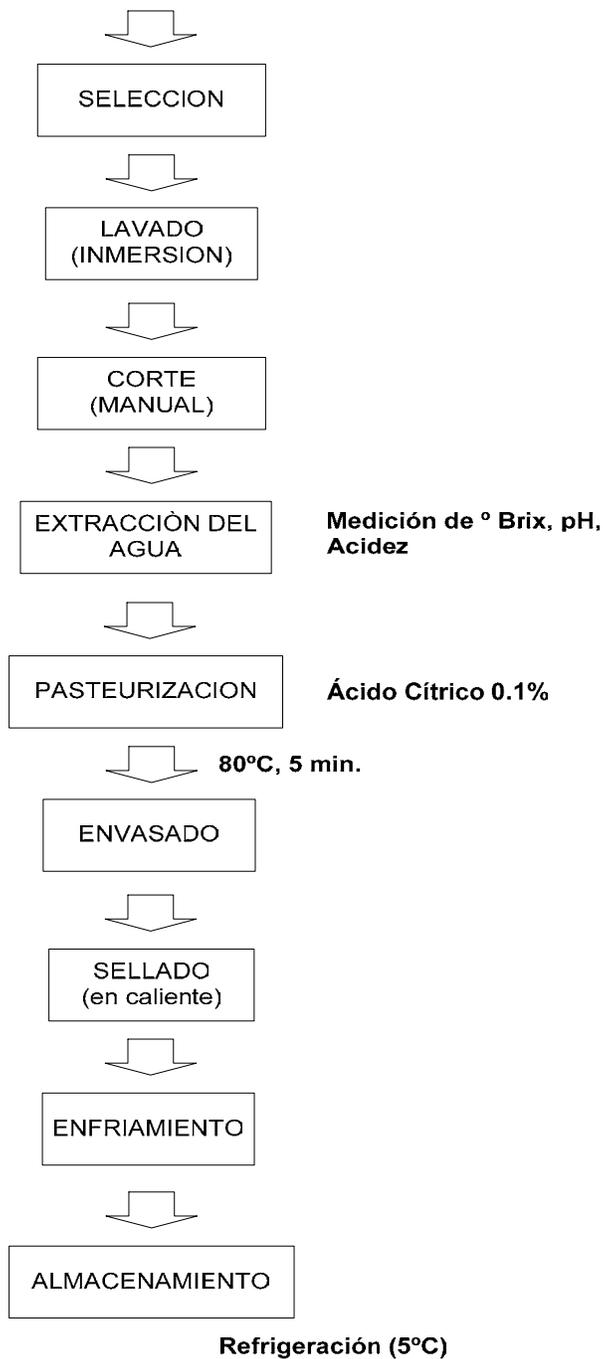 SELECCION
LAVADO
(INMERSION)
CORTE
(MANUAL)
EXTRACCIÒN DEL
AGUA
Medición de º Brix, pH,
Acidez
PASTEURIZACION
Ácido Cítrico 0.1%
80ºC, 5 min.
ENVASADO
SELLADO
(en caliente)
ENFRIAMIENTO
ALMACENAMIENTO
Refrigeración (5ºC)